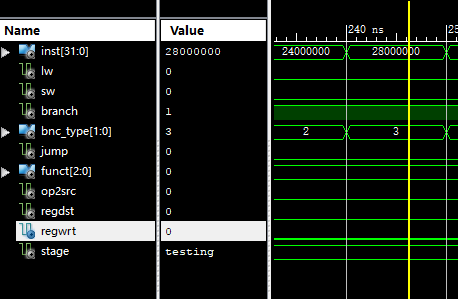 Name Value
240 ns
inst[31:0] 28000000 24000000 28000000
lw 0
sw 0
branch 1
bnc_type[1:0] 3 2 3
jump 0
funct[2:0] 0
op2src 0
regdst 0
regwrt 0
stage testing